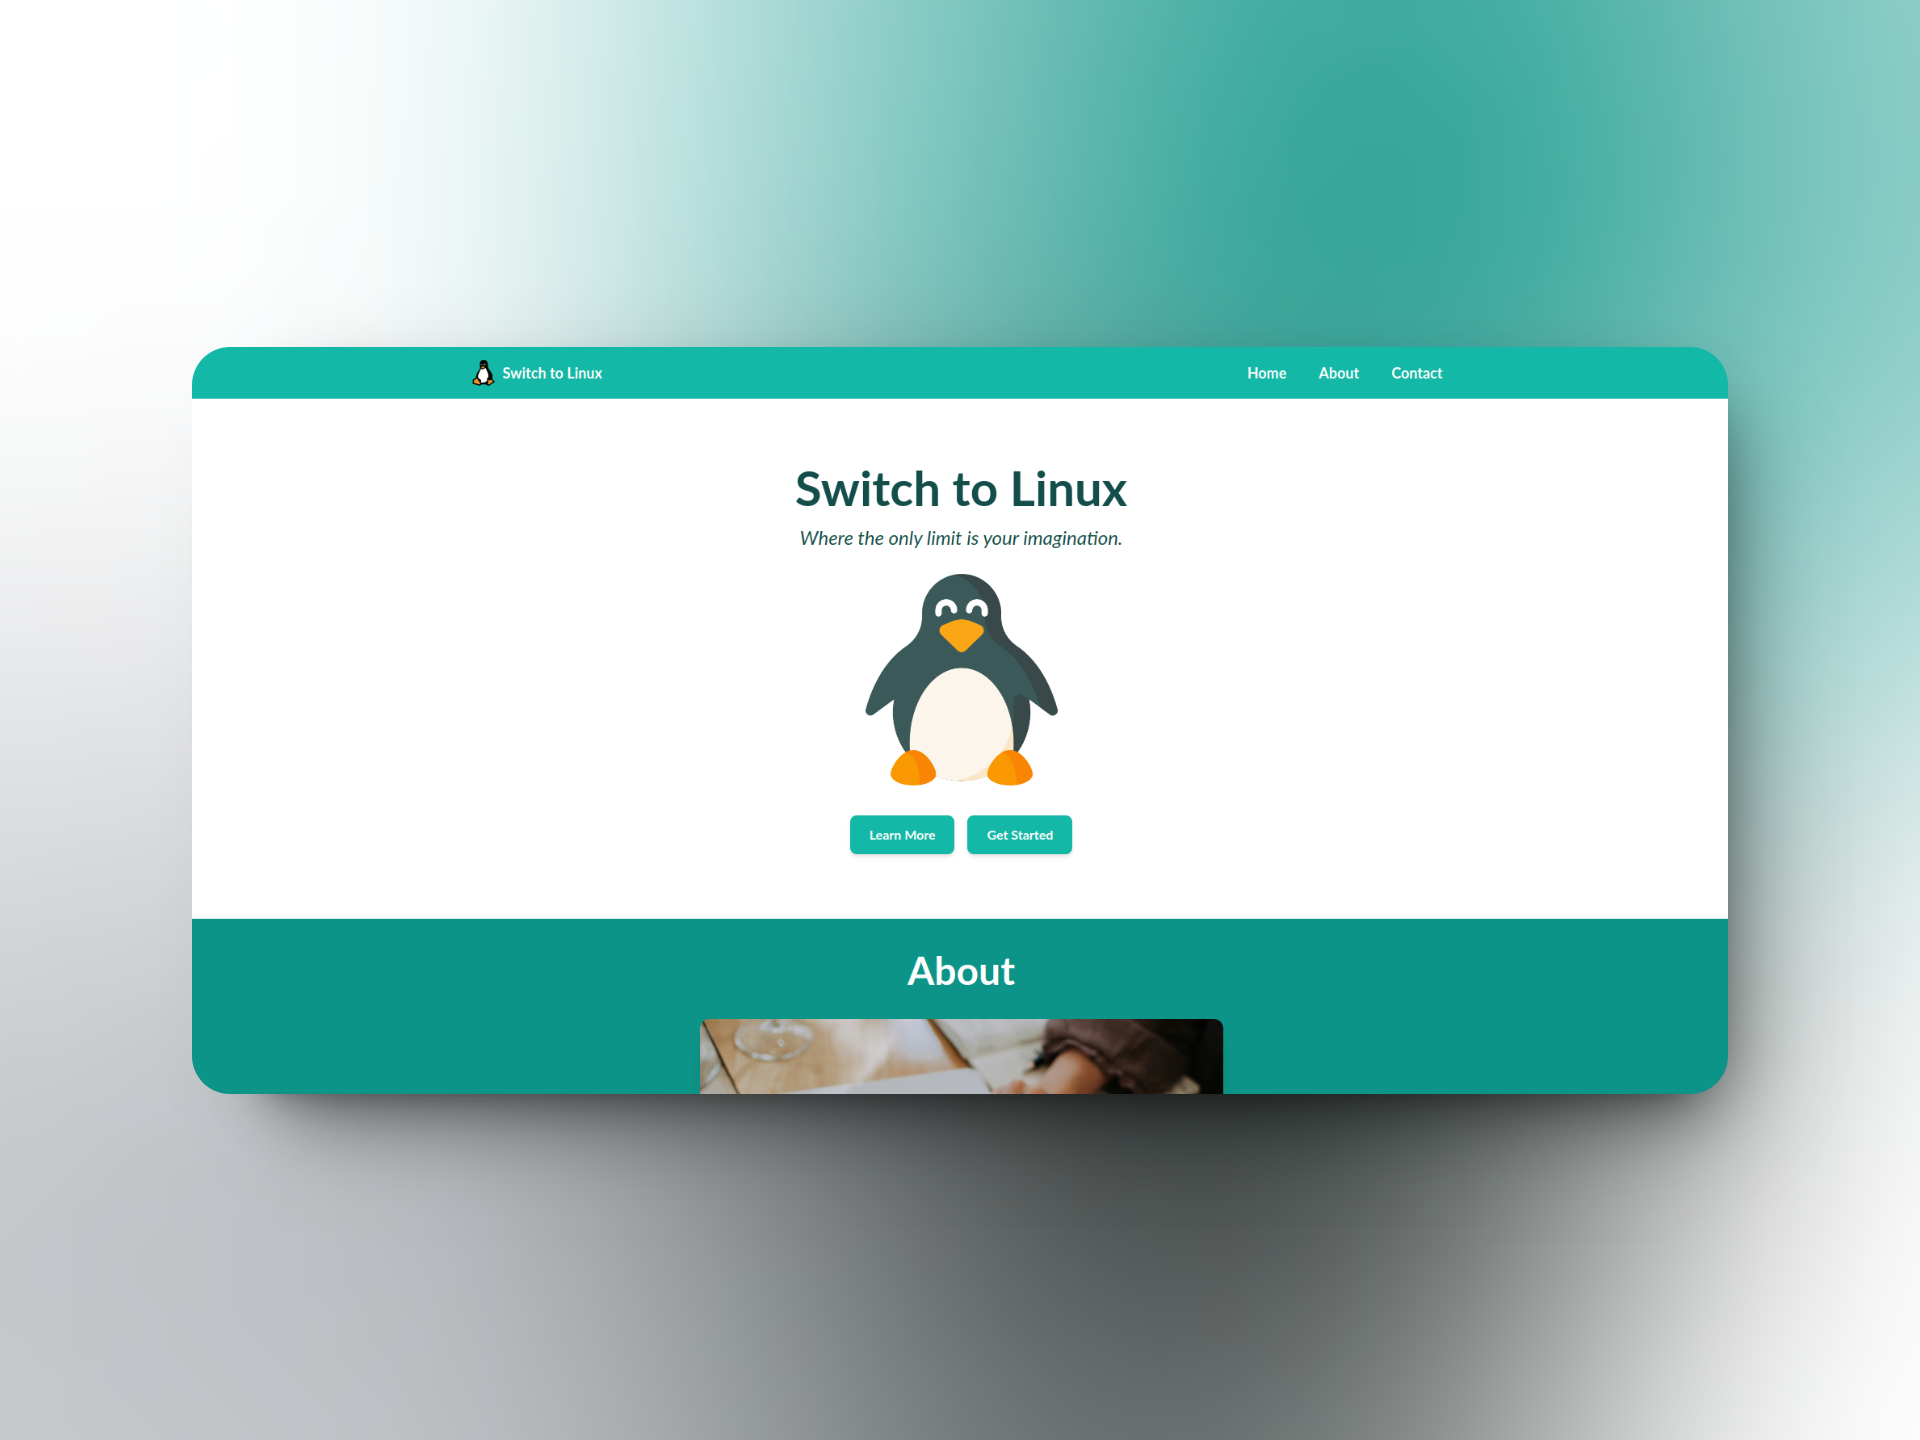 Switch to Linux
Home About Contact
Switch to Linux
Where the only limit is your imagination.
Learn More Get Started
About